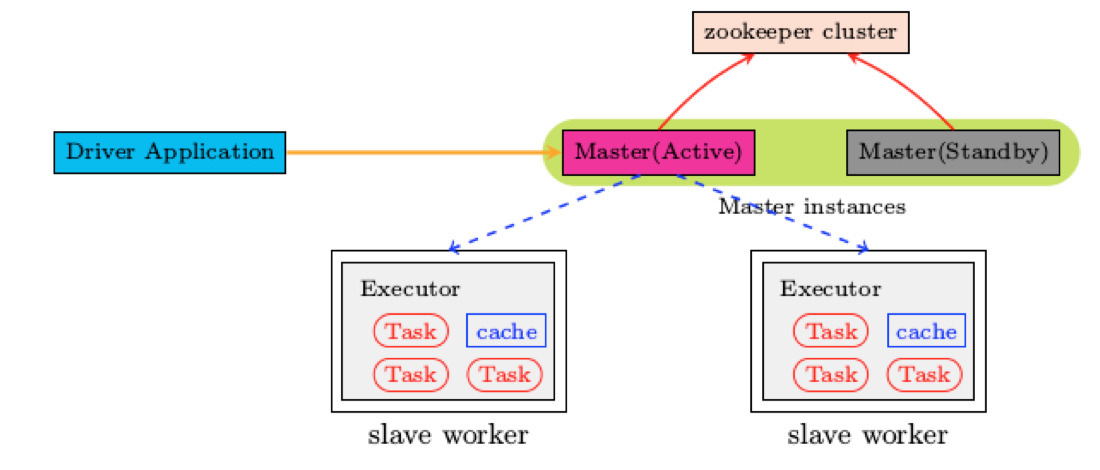 zookeeper cluster
Driver Application
Master(Active)
Master(Standby)
Master instances
Executor
Task
cache
Task
Task
slave worker
Executor
Task
cache
Task
Task
slave worker